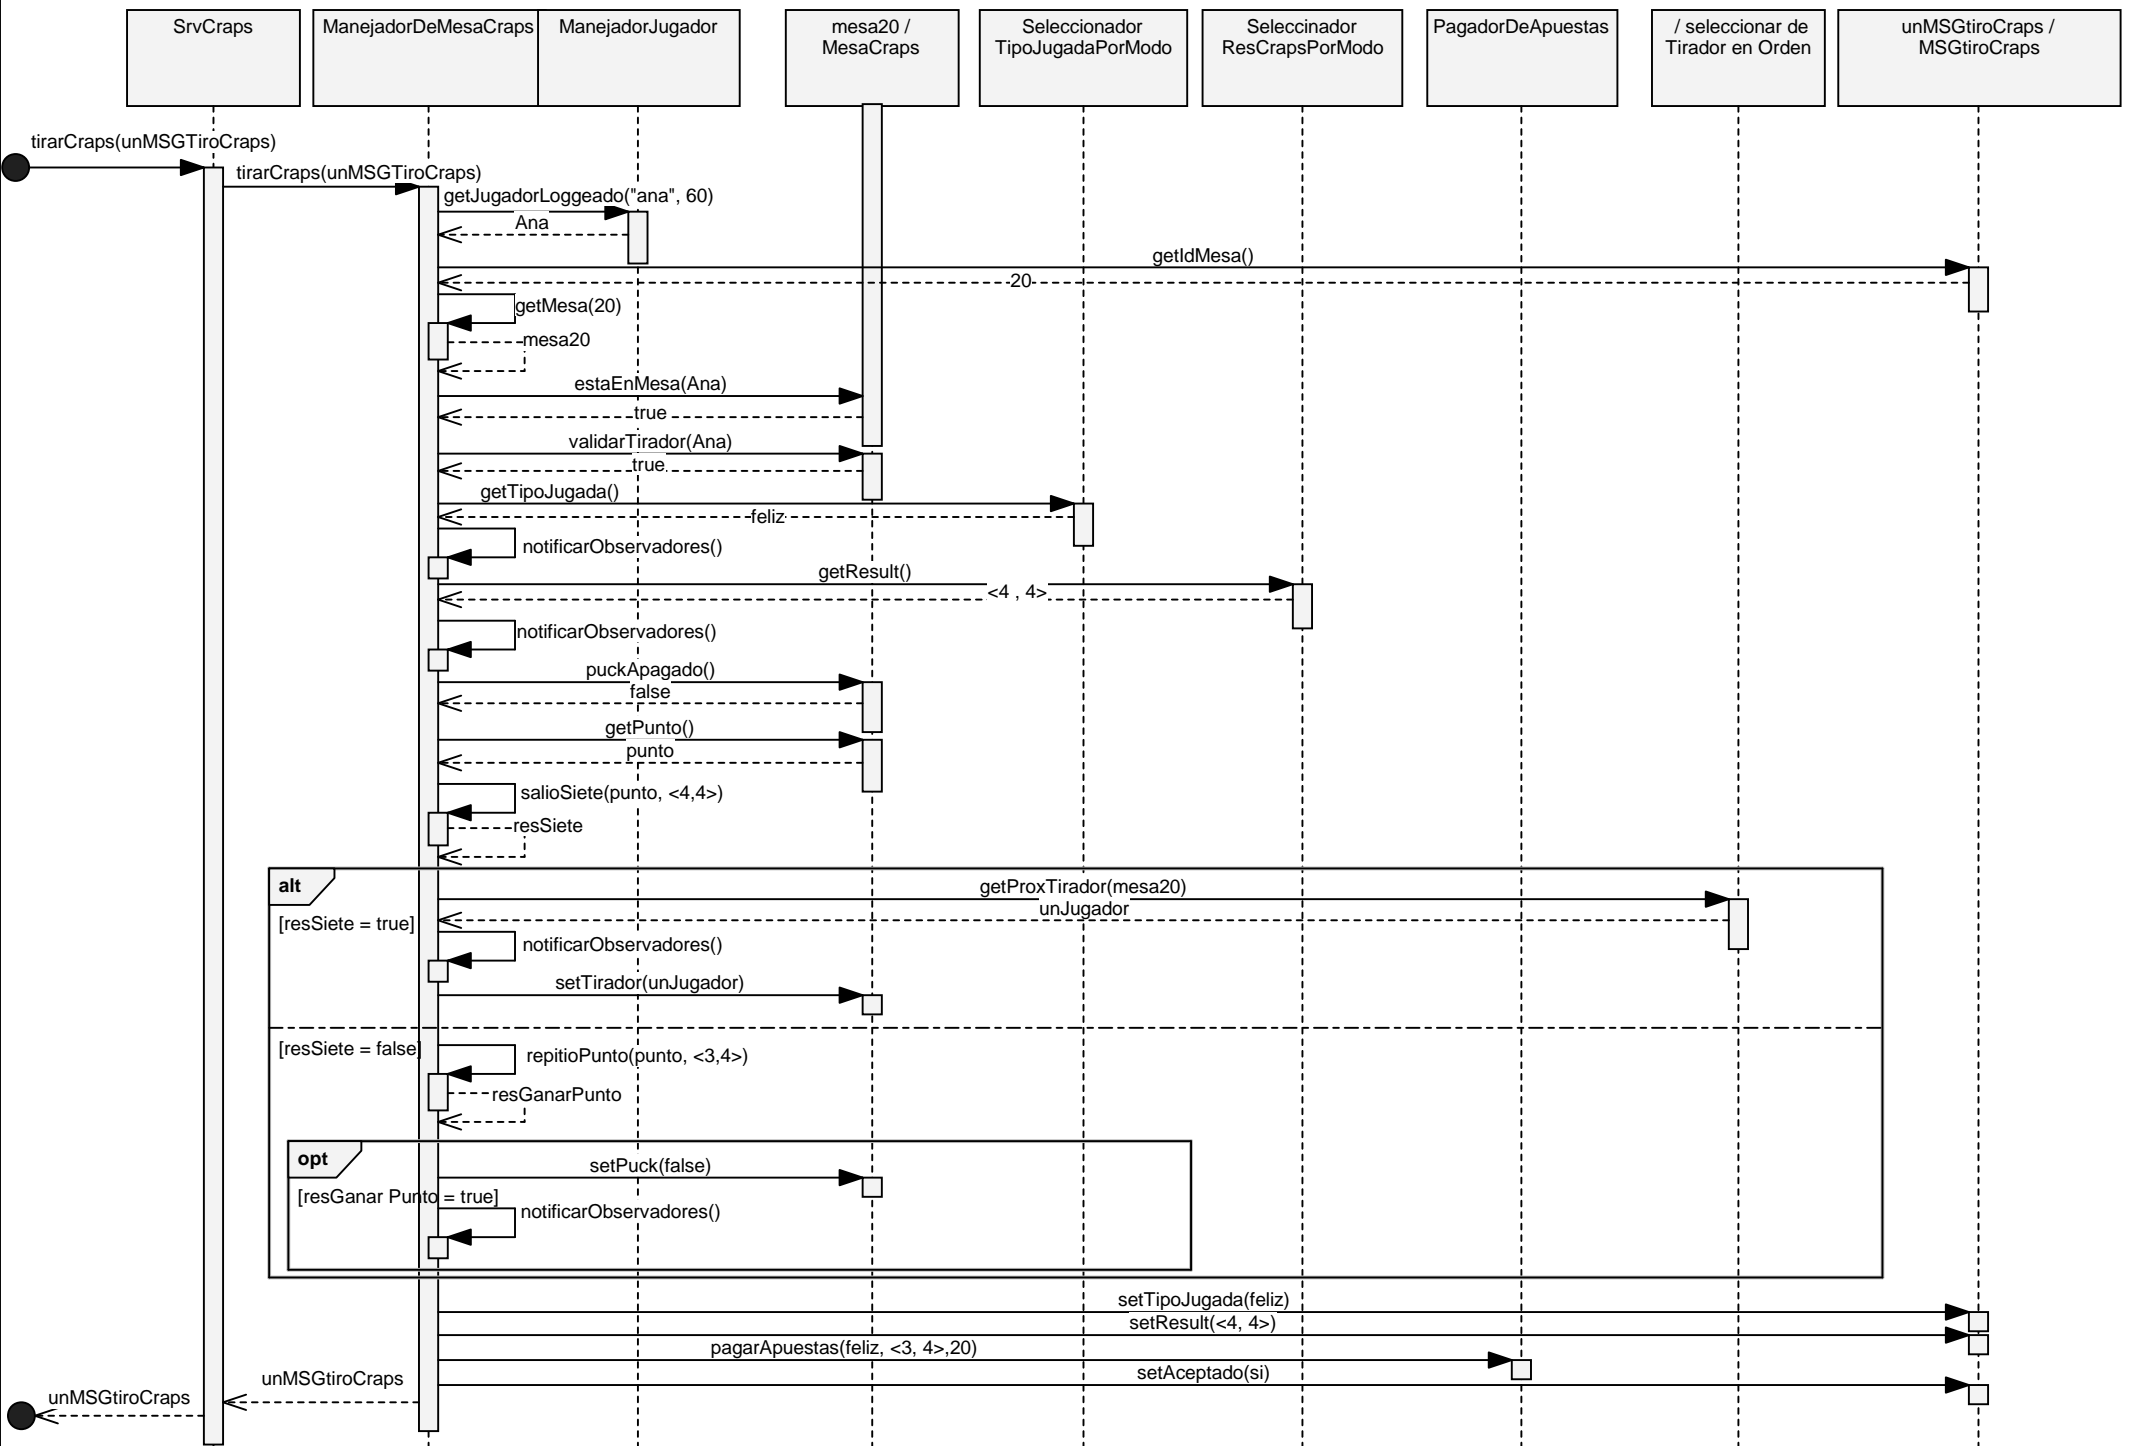 SrvCraps
ManejadorDeMesaCraps
ManejadorJugador
mesa20 /
MesaCraps
Seleccionador
TipoJugadaPorModo
Seleccinador
ResCrapsPorModo
PagadorDeApuestas
/ seleccionar de
Tirador en Orden
unMSGtiroCraps /
MSGtiroCraps
tirarCraps(unMSGTiroCraps)
tirarCraps(unMSGTiroCraps)
getJugadorLoggeado("ana", 60)
Ana
getIdMesa()
20
getMesa(20)
mesa20
estaEnMesa(Ana)
true
validarTirador(Ana)
true
getTipoJugada()
feliz
notificarObservadores()
getResult()
<4 , 4>
notificarObservadores()
puckApagado()
false
getPunto()
punto
salioSiete(punto, <4,4>)
resSiete
alt
getProxTirador(mesa20)
unJugador
[resSiete = true]
notificarObservadores()
setTirador(unJugador)
[resSiete = false]
repitioPunto(punto, <3,4>)
resGanarPunto
opt
setPuck(false)
[resGanar Punto = true]
notificarObservadores()
setTipoJugada(feliz)
setResult(<4, 4>)
pagarApuestas(feliz, <3, 4>,20)
setAceptado(si)
unMSGtiroCraps
unMSGtiroCraps